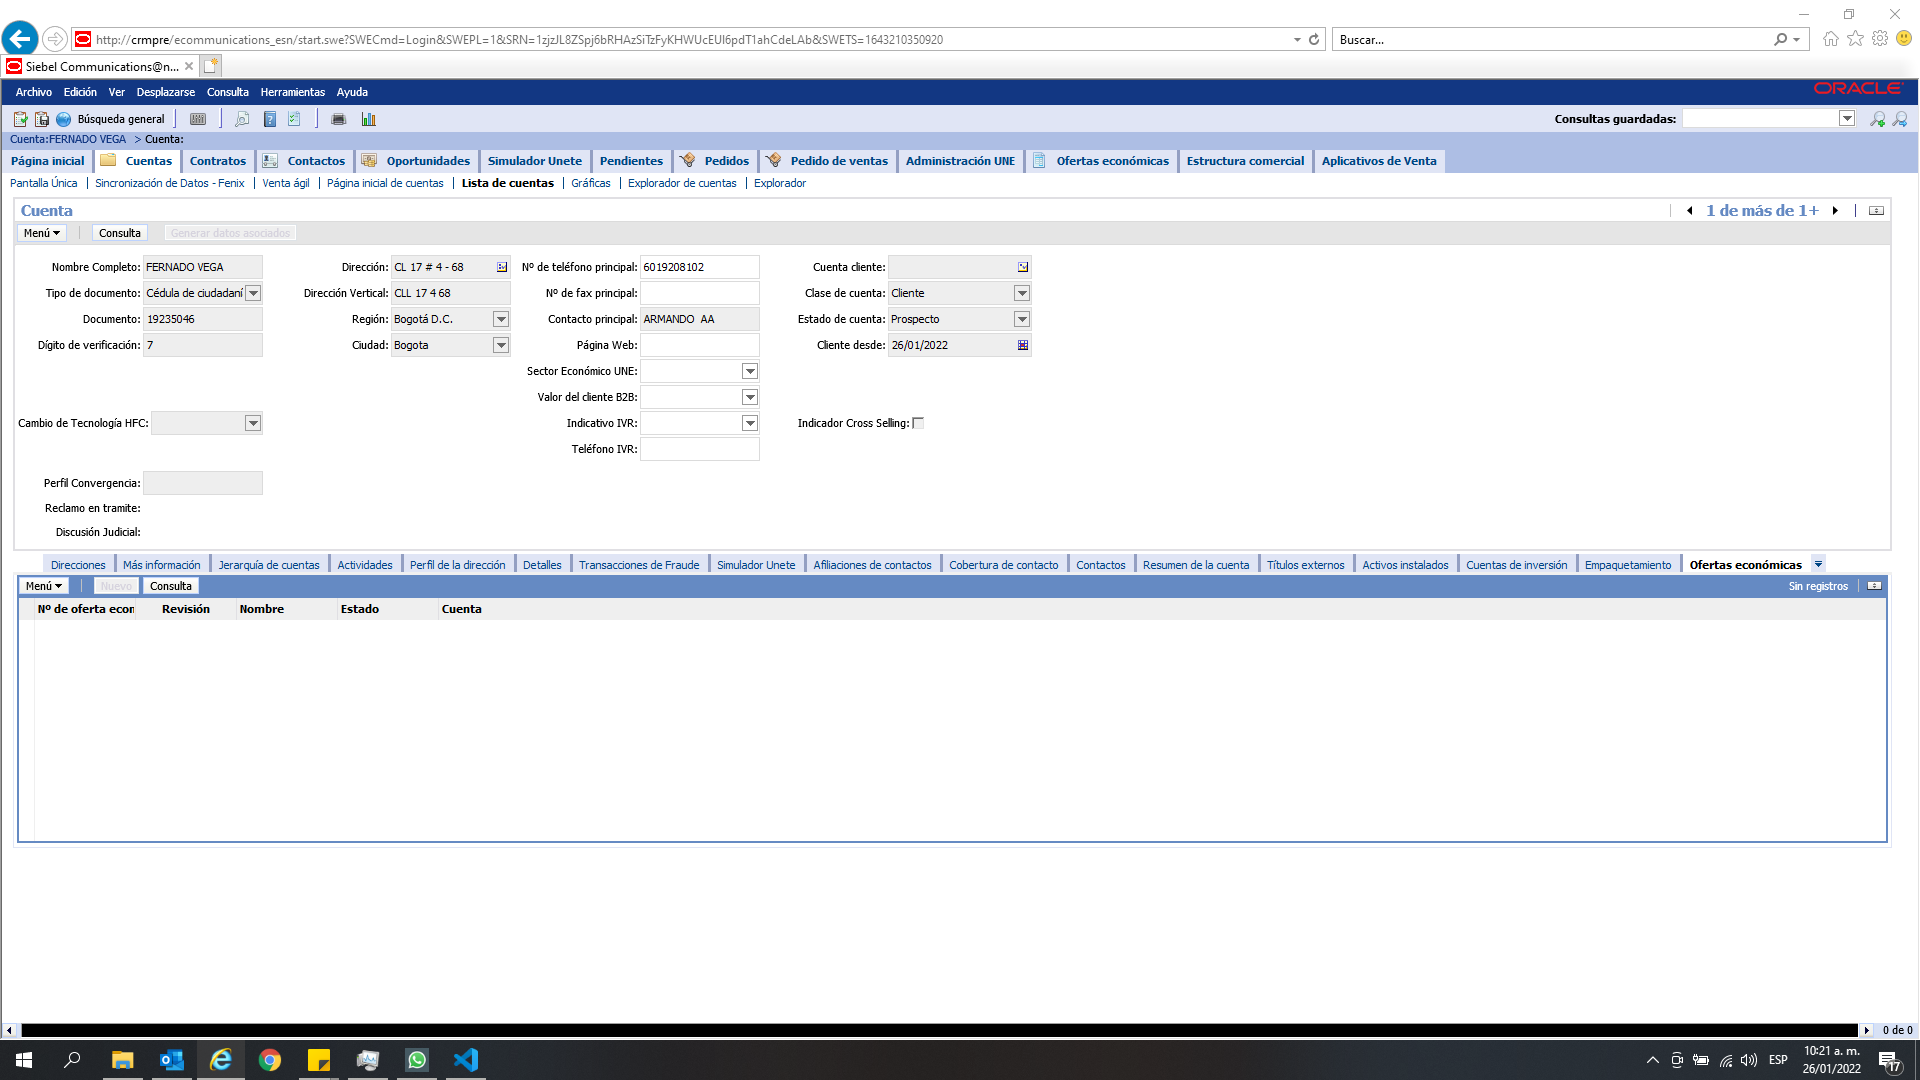 http://crmpre/ecommunications_esn/start.swe?SWECmd=Login&SWEPL=1&SRN=1zjzJL8ZSpj6bRHAzSiTzFyKHWUcEUI6pdT1ahCdeLAb&SWETS=1643210350920
Buscar...
Siebel Communications@n...
Archivo Edición Ver Desplazarse Consulta Herramientas Ayuda
ORACLE
Búsqueda general
Consultas guardadas:
Cuenta:FERNADO VEGA > Cuenta:
Página inicial Cuentas Contratos Contactos Oportunidades Simulador Unete Pendientes Pedidos Pedido de ventas Administración UNE Ofertas económicas Estructura comercial Aplicativos de Venta
Pantalla Única Sincronización de Datos - Fenix Venta ágil Página inicial de cuentas Lista de cuentas Gráficas Explorador de cuentas Explorador
Cuenta
1 de más de 1+
Menú Consulta Generar datos asociados
Nombre Completo: FERNADO VEGA Dirección: CL 17 # 4 - 68 Nº de teléfono principal: 6019208102 Cuenta cliente:
Tipo de documento: Cédula de ciudadaní Dirección Vertical: CLL 17 4 68 Nº de fax principal: Clase de cuenta: Cliente
Documento: 19235046 Región: Bogotá D.C. Contacto principal: ARMANDO AA Estado de cuenta: Prospecto
Dígito de verificación: 7 Ciudad: Bogota Página Web: Cliente desde: 26/01/2022
Sector Económico UNE:
Valor del cliente B2B:
Cambio de Tecnología HFC: Indicativo IVR: Indicador Cross Selling:
Teléfono IVR:
Perfil Convergencia:
Reclamo en tramite:
Discusión Judicial:
Direcciones Más información Jerarquía de cuentas Actividades Perfil de la dirección Detalles Transacciones de Fraude Simulador Unete Afiliaciones de contactos Cobertura de contacto Contactos Resumen de la cuenta Títulos externos Activos instalados Cuentas de inversión Empaquetamiento Ofertas económicas
Menú Nuevo Consulta
Sin registros
Nº de oferta econ Revisión Nombre Estado Cuenta
0 de 0
ESP
10:21 a. m.
26/01/2022
17